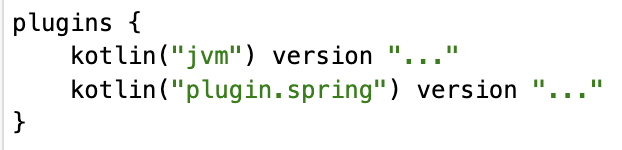 plugins {
    kotlin("jvm") version "..."
    kotlin("plugin.spring") version "..."
}